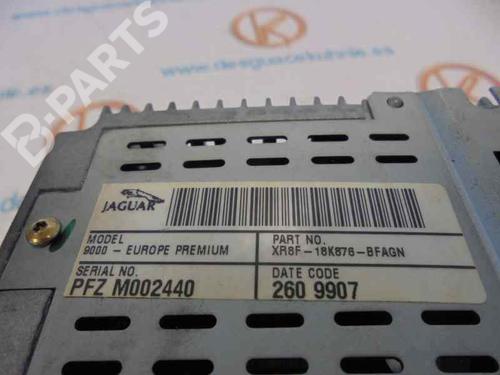 B-PARTS
www.desguacekuhrle.es
JAGUAR
MODEL
9000 - EUROPE PREMIUM
PART NO.
XR8F-18K876-BFAGN
SERIAL NO.
PFZ M002440
DATE CODE
260 9907